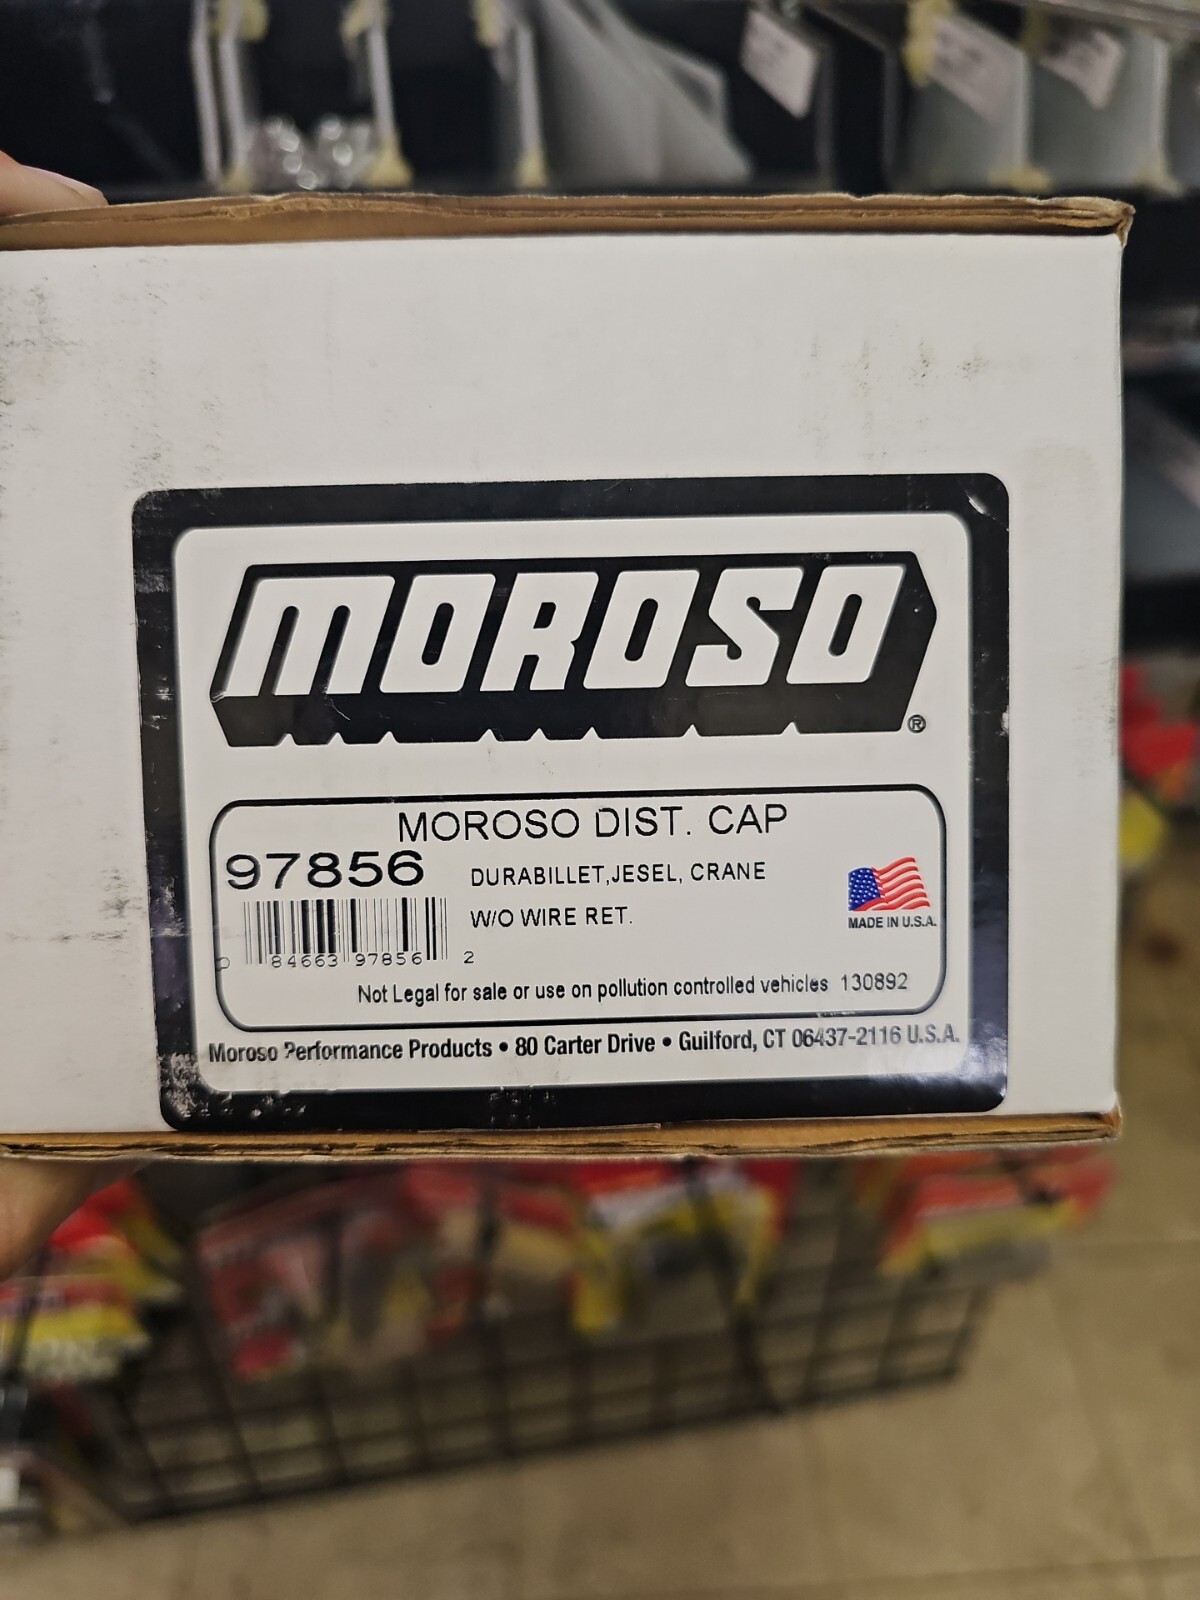 MOROSO®
MOROSO DIST. CAP
97856
DURABILLET,JESEL, CRANE
W/O WIRE RET.
MADE IN U.S.A.
0 84663 97856 2
Not Legal for sale or use on pollution controlled vehicles 130892
Moroso Performance Products • 80 Carter Drive • Guilford, CT 06437-2116 U.S.A.